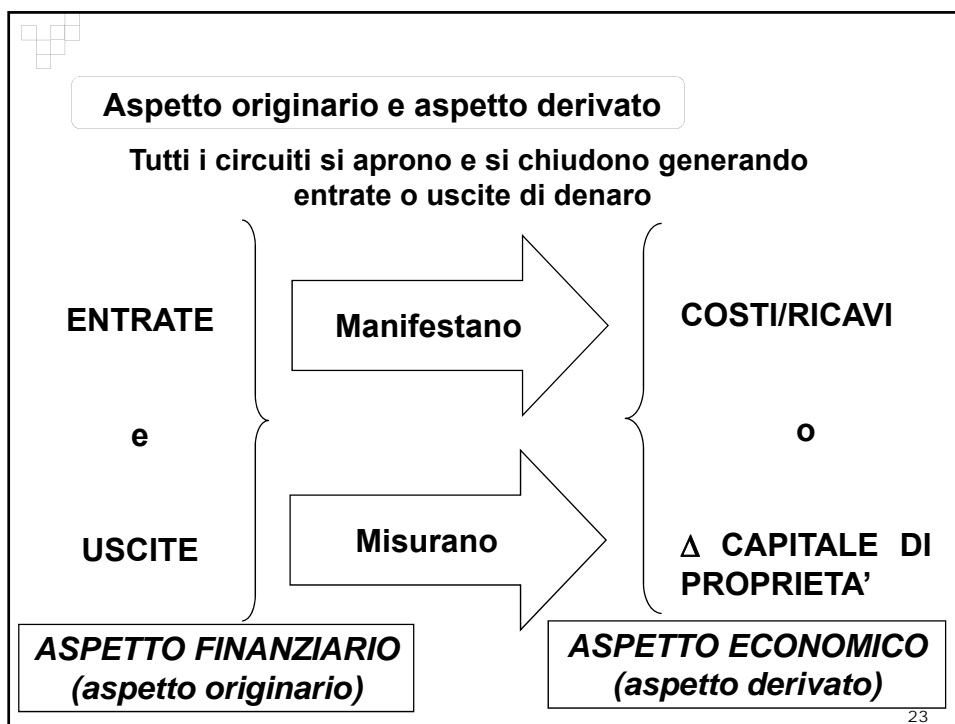 Aspetto originario e aspetto derivato
Tutti i circuiti si aprono e si chiudono generando
entrate o uscite di denaro
ENTRATE
e
USCITE
Manifestano
Misurano
COSTI/RICAVI
o
Δ CAPITALE DI
PROPRIETA’
ASPETTO FINANZIARIO
(aspetto originario)
ASPETTO ECONOMICO
(aspetto derivato)
23